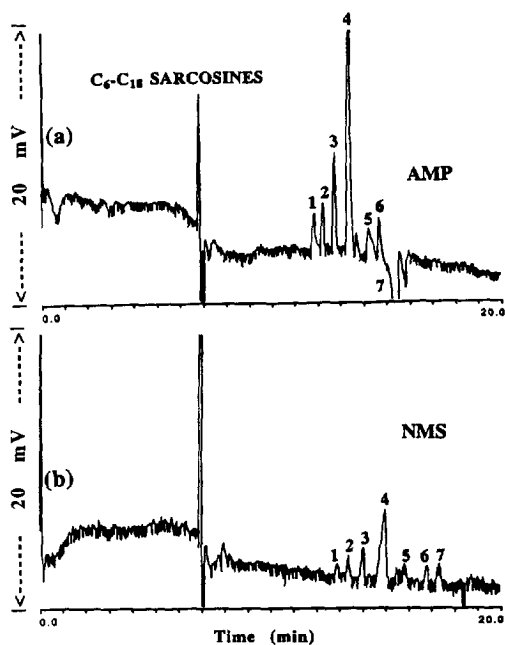 4
C₆-C₁₈ SARCOSINES
(a)
3
AMP
1 2
5 6
7
|<------ 20 mV ------>|
0.0 20.0
NMS
(b)
4
1 2 3
5 6 7
|<------ 20 mV ------>|
0.0 20.0
Time (min)